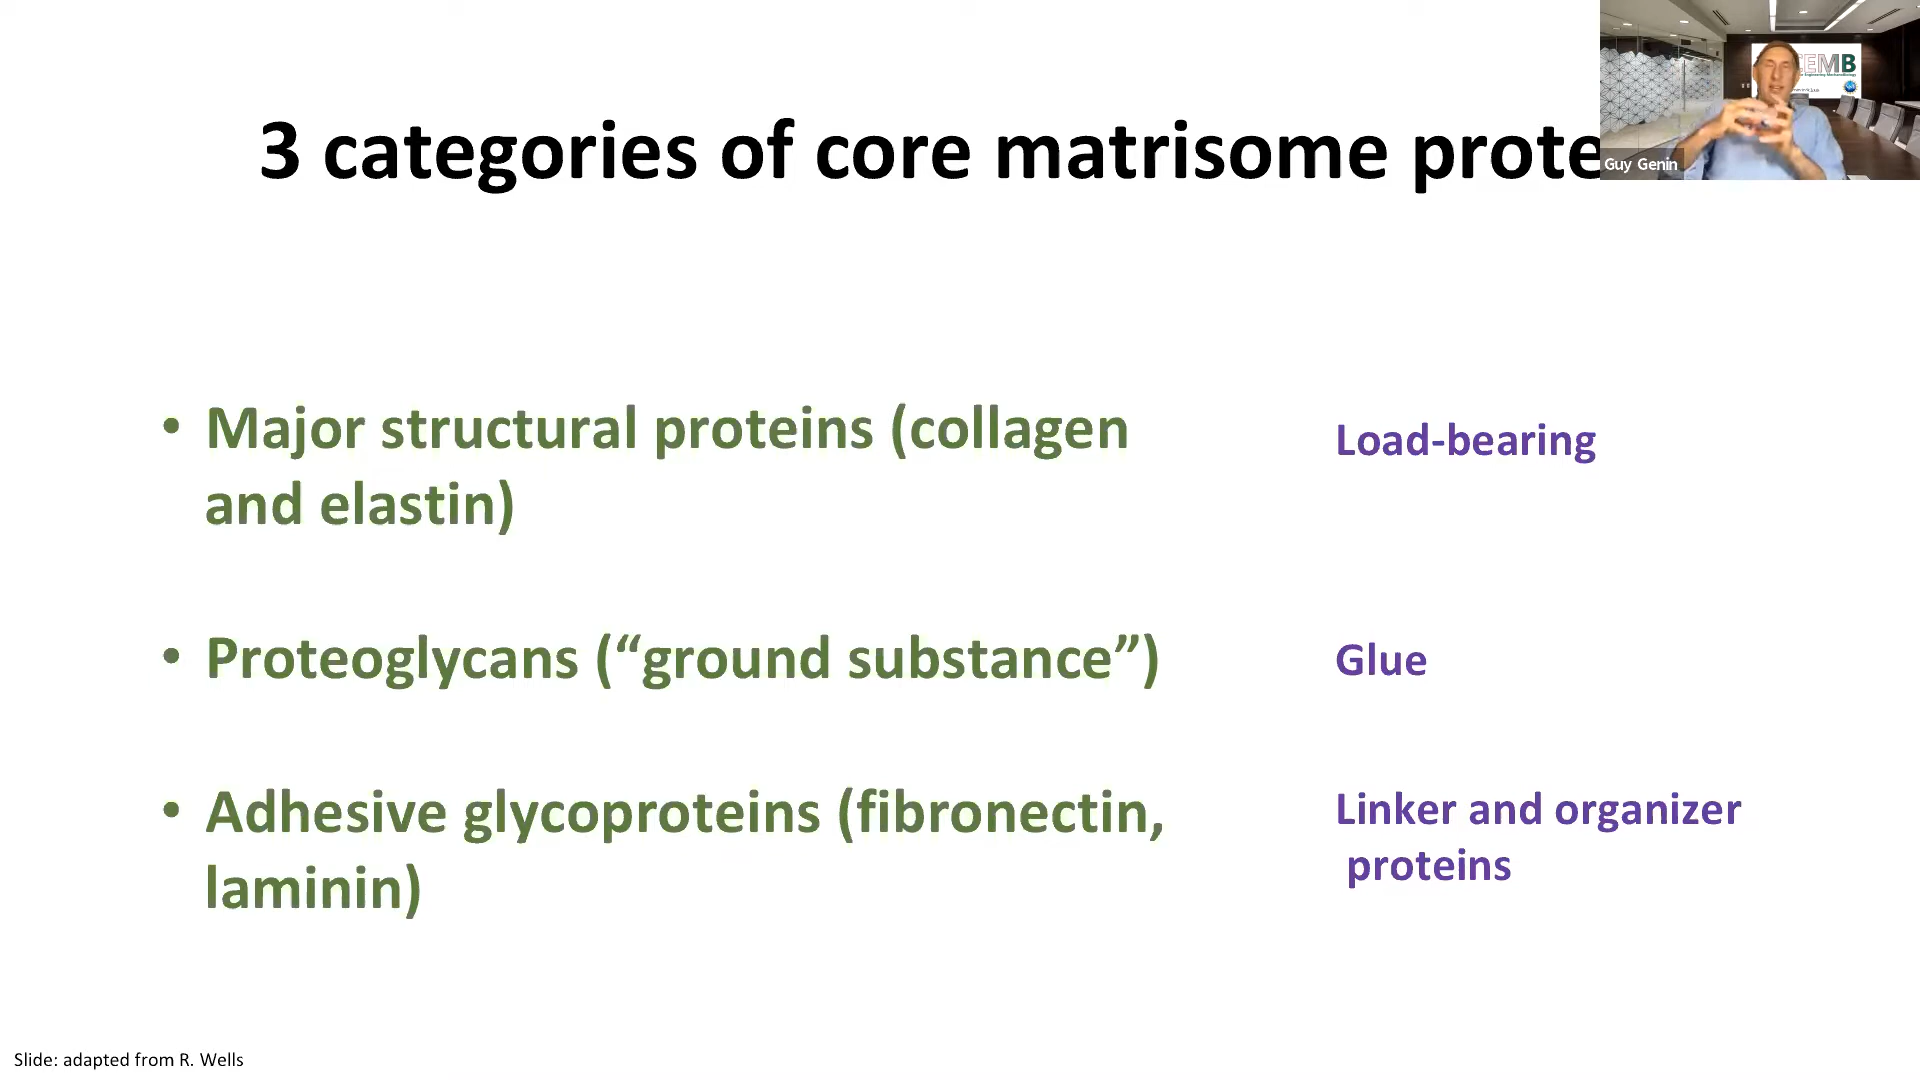 3 categories of core matrisome prote
CEMB
Guy Genin
• Major structural proteins (collagen
and elastin)
Load-bearing
• Proteoglycans (“ground substance”)
Glue
• Adhesive glycoproteins (fibronectin,
laminin)
Linker and organizer
proteins
Slide: adapted from R. Wells